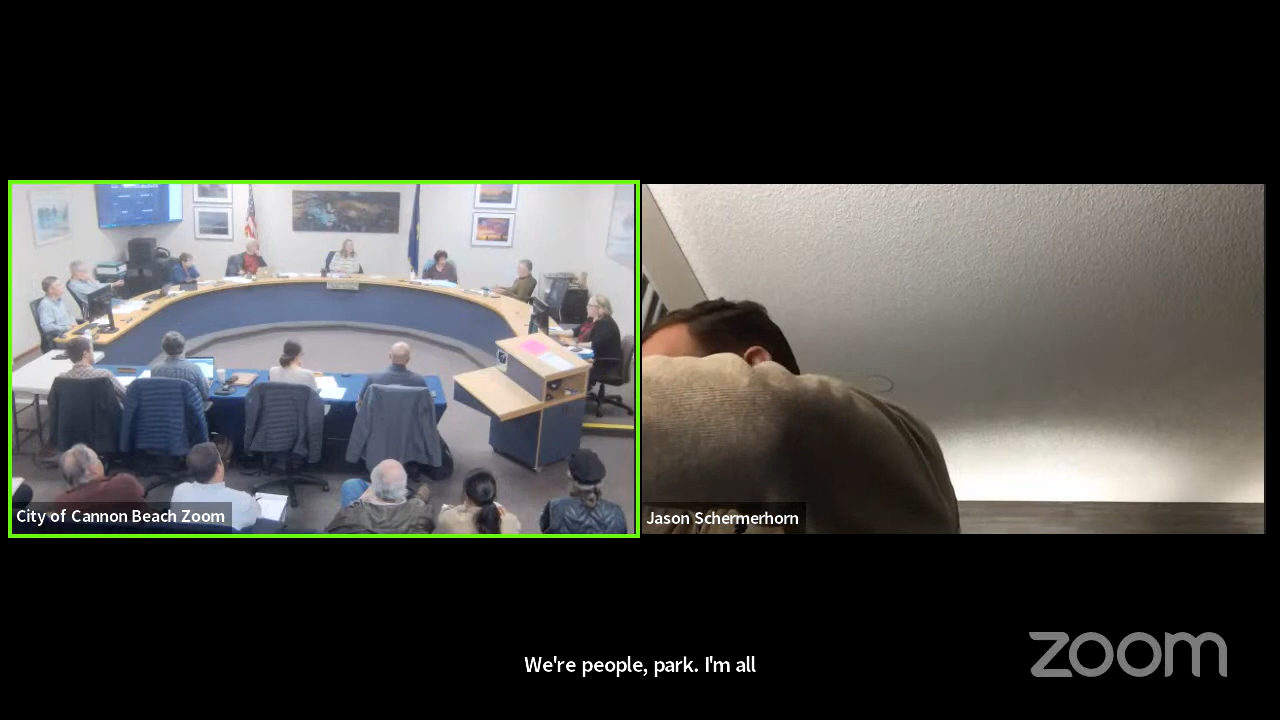 City of Cannon Beach Zoom
Jason Schermerhorn
We're people, park. I'm all
zoom